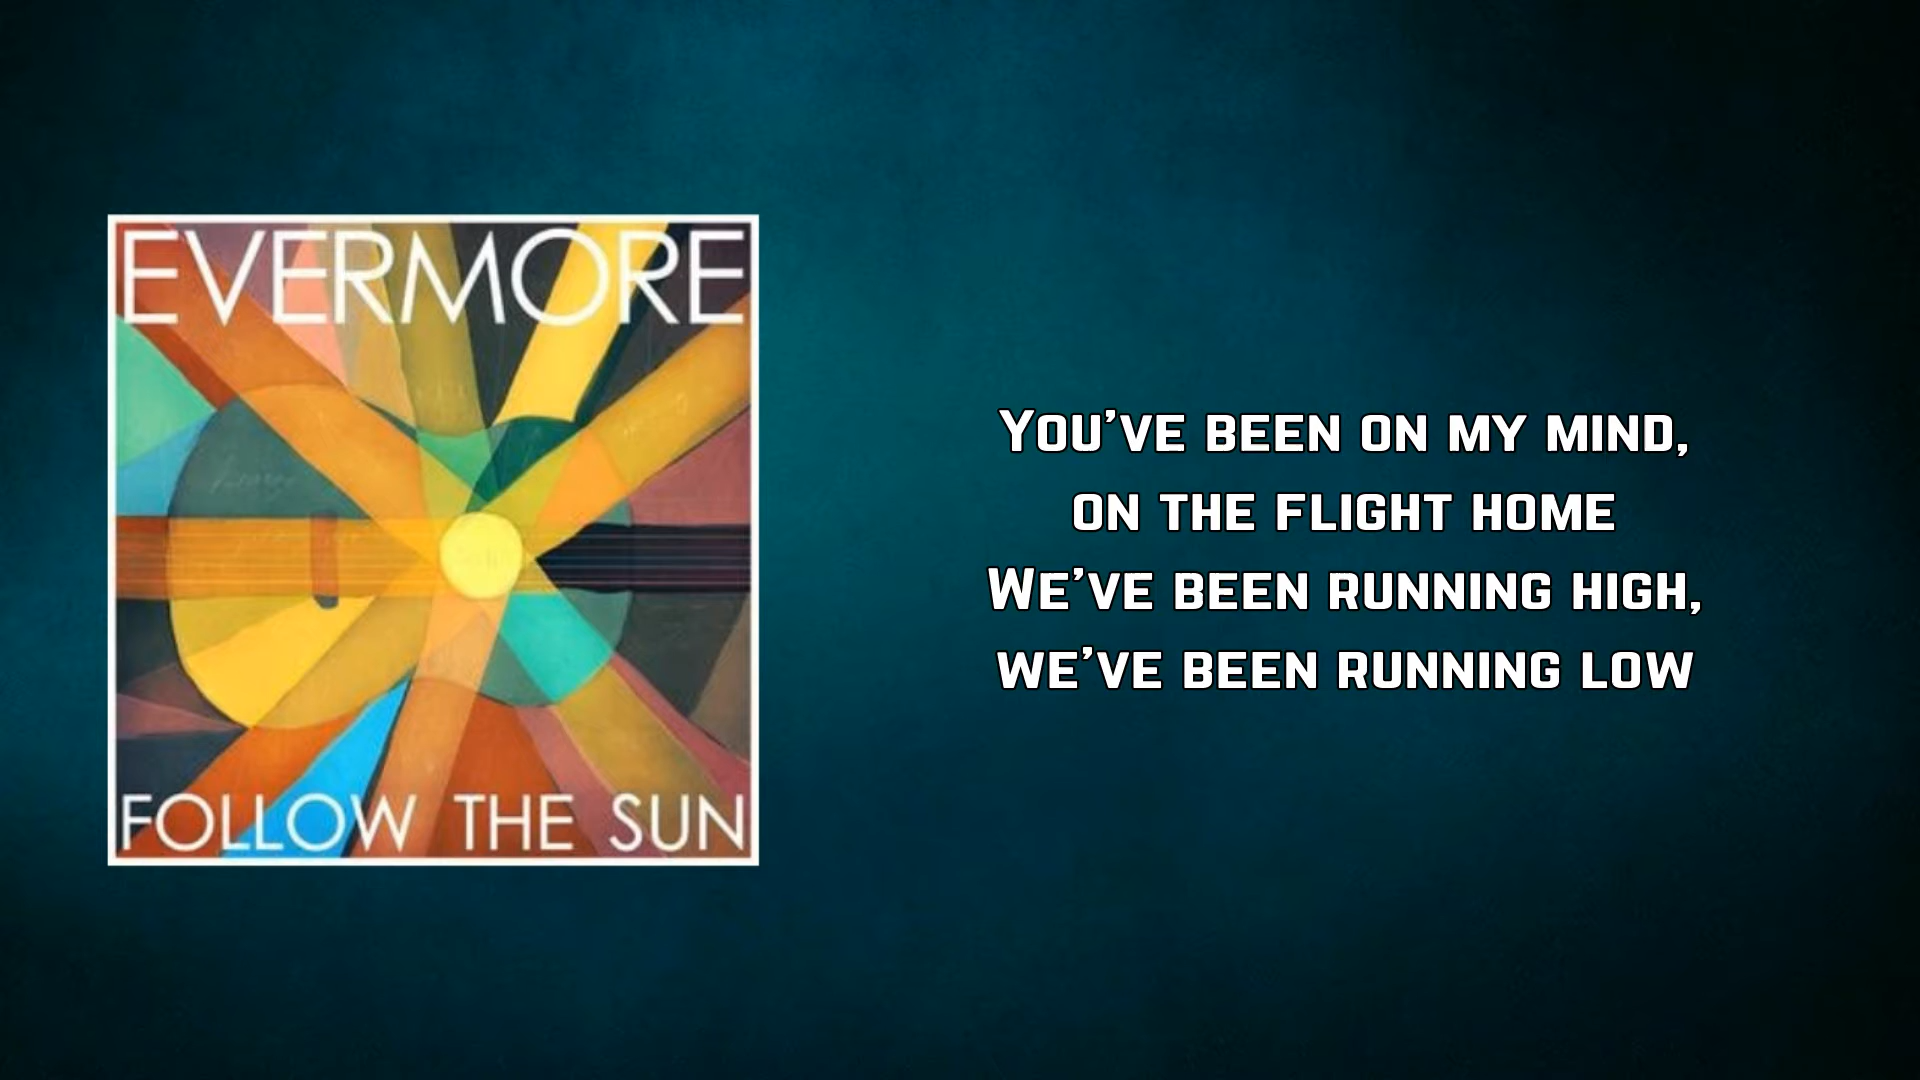 EVERMORE
FOLLOW THE SUN
You've been on my mind,
on the flight home
We've been running high,
we've been running low